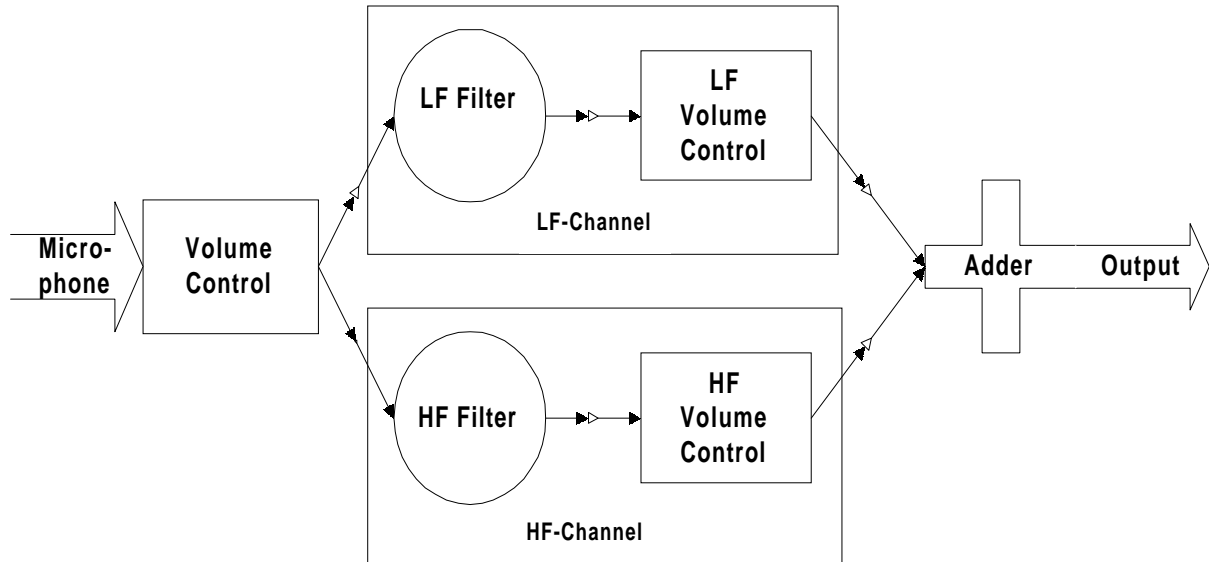 Micro-
phone
Volume
Control
LF Filter
LF
Volume
Control
LF-Channel
HF Filter
HF
Volume
Control
HF-Channel
Adder
Output